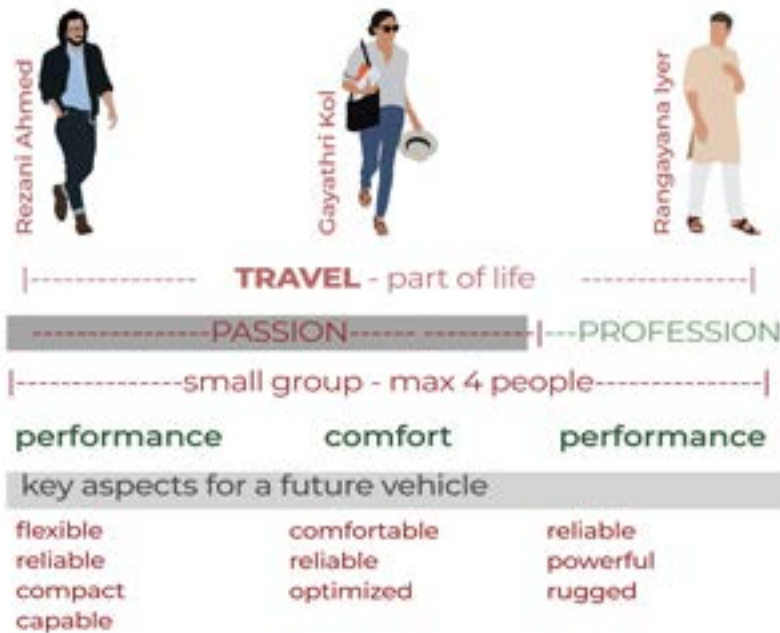 Rezani Ahmed
Gayathri Kol
Rangayana Iyer
|--------------- TRAVEL - part of life ---------------|
----------------PASSION------ ----------|---PROFESSION
|---------------small group - max 4 people---------------|
performance comfort performance
key aspects for a future vehicle
flexible comfortable reliable
reliable reliable powerful
compact optimized rugged
capable